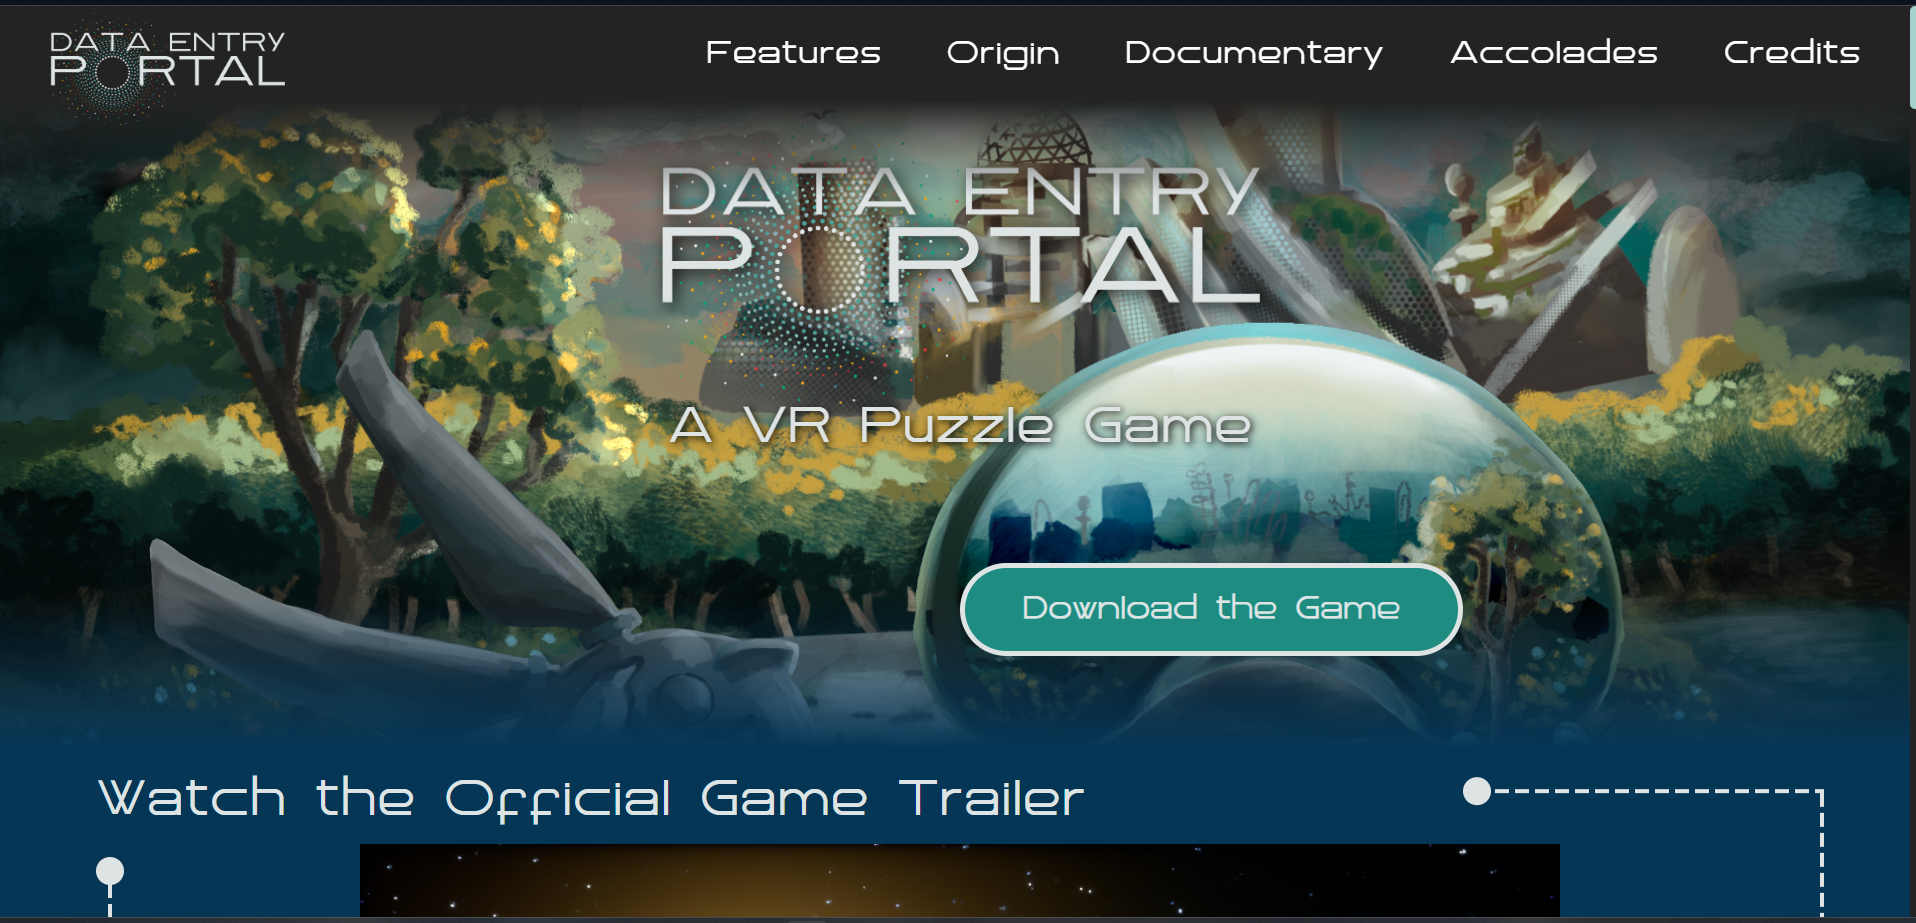 DATA ENTRY
PORTAL
Features Origin Documentary Accolades Credits
DATA ENTRY
PORTAL
A VR Puzzle Game
Download the Game
Watch the Official Game Trailer